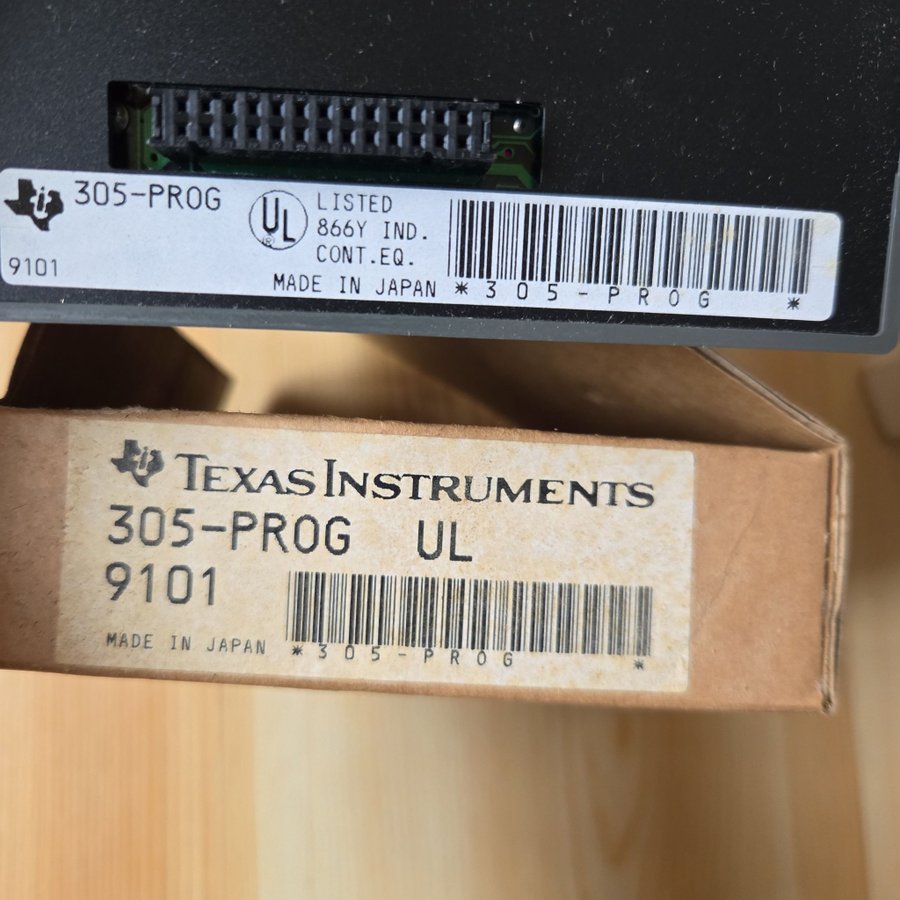 305-PROG
UL LISTED
866Y IND.
CONT.EQ.
9101
MADE IN JAPAN *305-PROG *
TEXAS INSTRUMENTS
305-PROG UL
9101
MADE IN JAPAN *305-PROG *